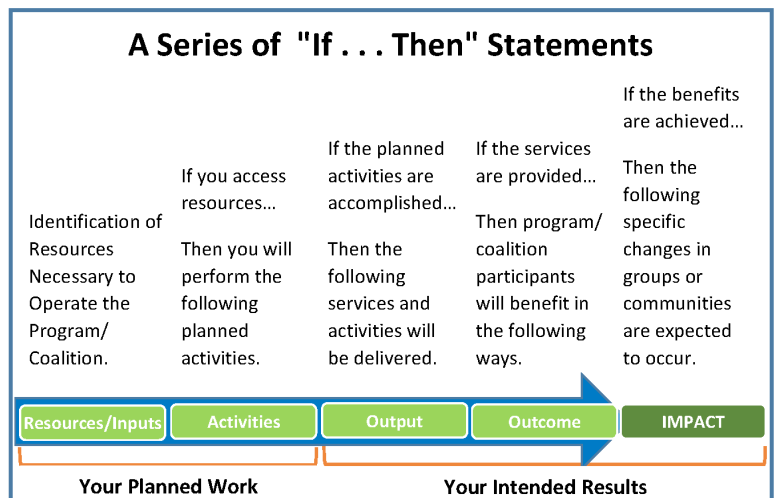 A Series of "If . . . Then" Statements
Identification of
Resources
Necessary to
Operate the
Program/
Coalition.
If you access
resources…
Then you will
perform the
following
planned
activities.
If the planned
activities are
accomplished…
Then the
following
services and
activities will
be delivered.
If the services
are provided…
Then program/
coalition
participants
will benefit in
the following
ways.
If the benefits
are achieved…
Then the
following
specific
changes in
groups or
communities
are expected
to occur.
Resources/Inputs
Activities
Output
Outcome
IMPACT
Your Planned Work
Your Intended Results